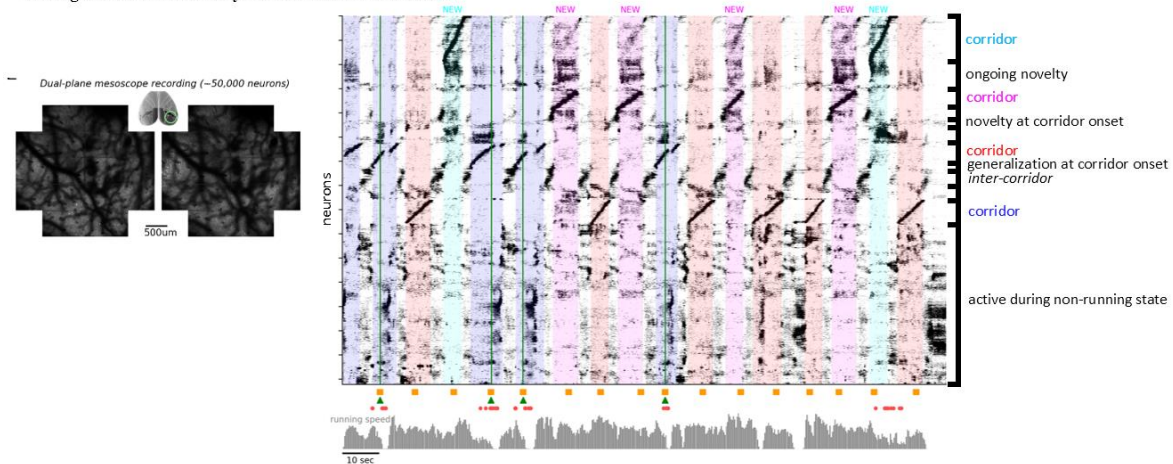 NEW
NEW
NEW
NEW
NEW
NEW
Dual-plane mesoscope recording (~50,000 neurons)
500um
neurons
corridor
ongoing novelty
corridor
novelty at corridor onset
corridor
generalization at corridor onset
inter-corridor
corridor
active during non-running state
running speed
10 sec